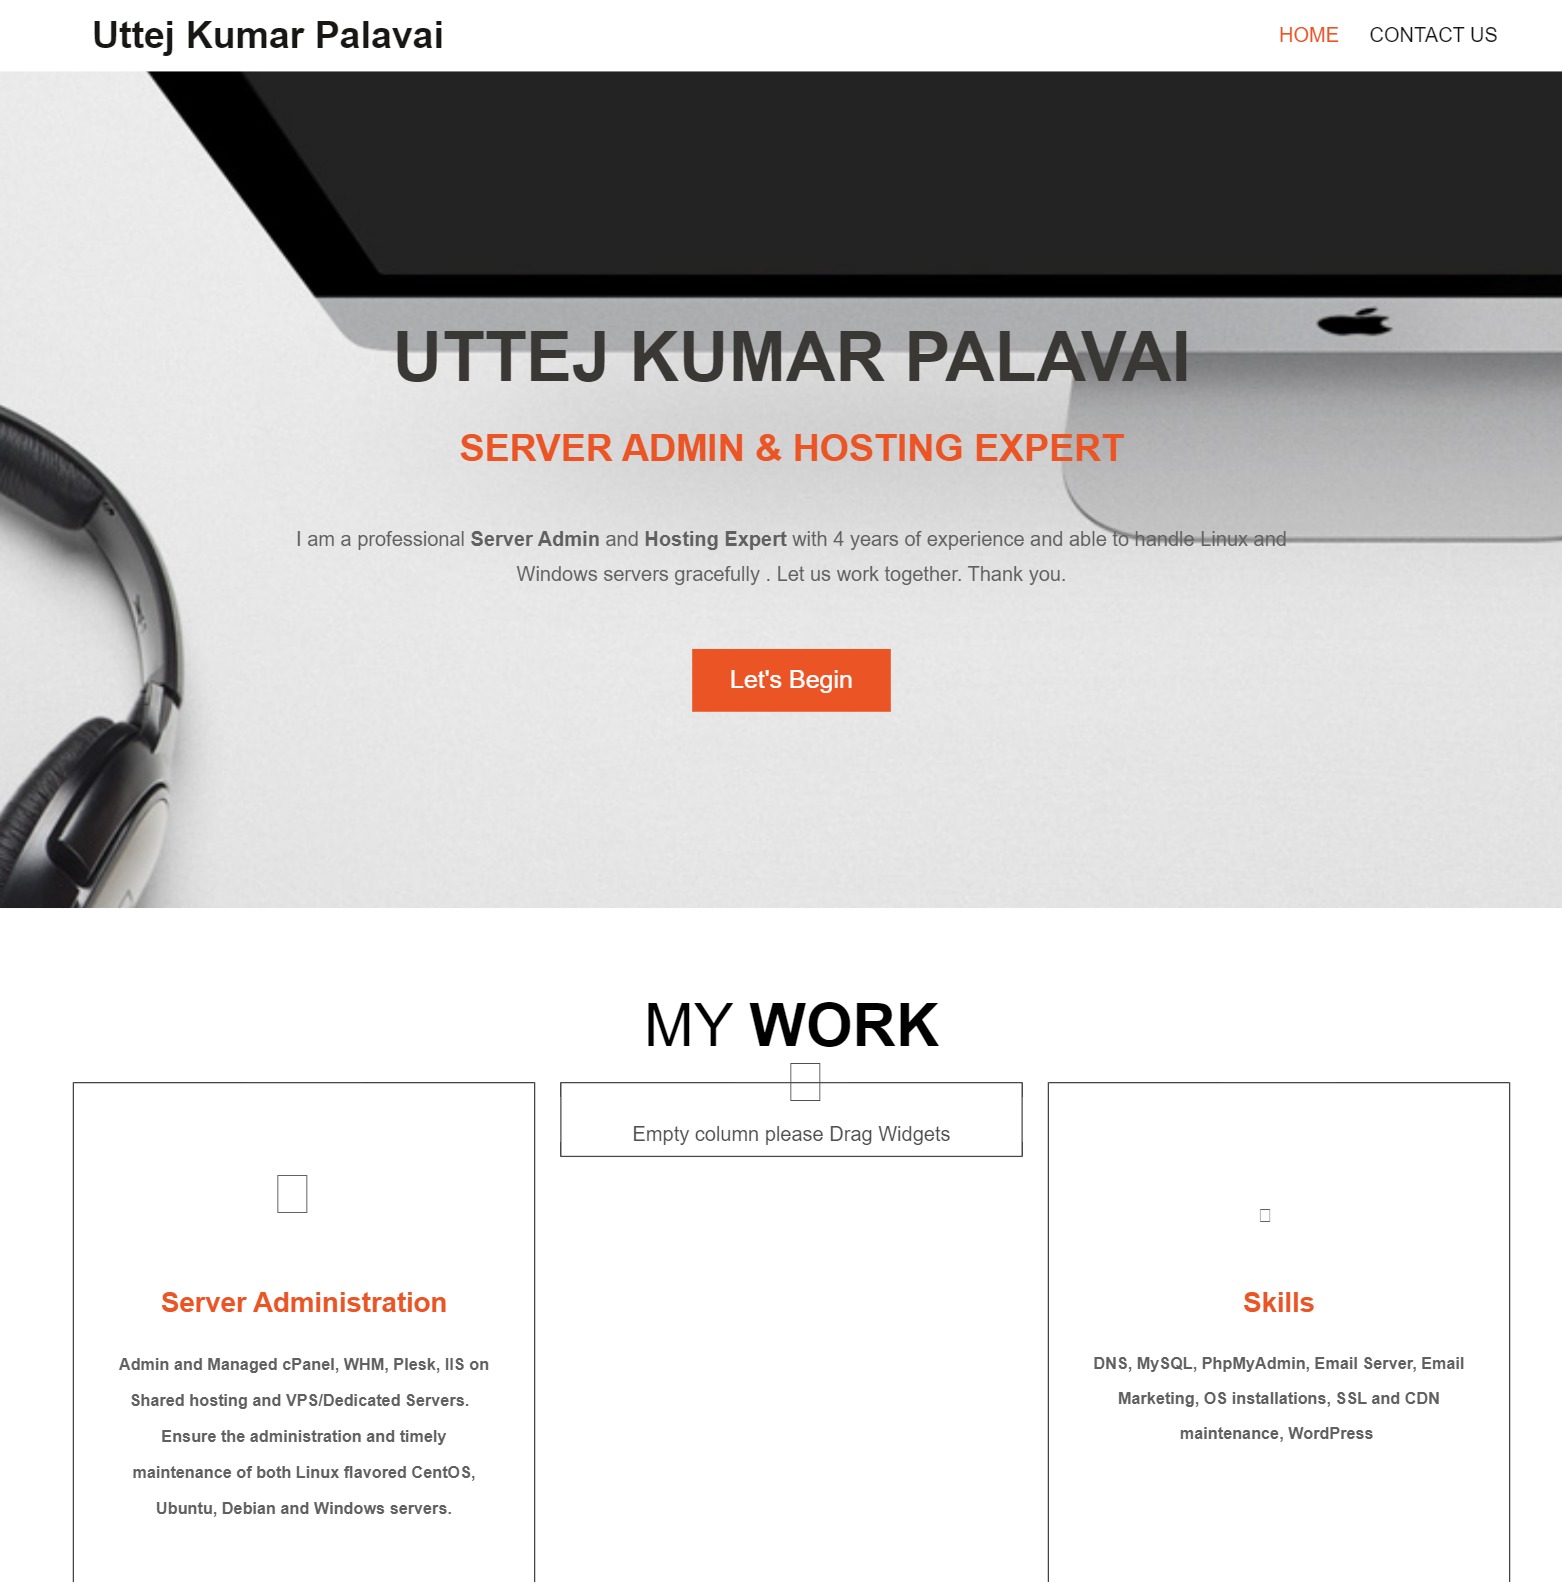 Uttej Kumar Palavai
HOME CONTACT US
UTTEJ KUMAR PALAVAI
SERVER ADMIN & HOSTING EXPERT
I am a professional Server Admin and Hosting Expert with 4 years of experience and able to handle Linux and
Windows servers gracefully . Let us work together. Thank you.
Let's Begin
MY WORK
Empty column please Drag Widgets
Server Administration
Admin and Managed cPanel, WHM, Plesk, IIS on
Shared hosting and VPS/Dedicated Servers.
Ensure the administration and timely
maintenance of both Linux flavored CentOS,
Ubuntu, Debian and Windows servers.
Skills
DNS, MySQL, PhpMyAdmin, Email Server, Email
Marketing, OS installations, SSL and CDN
maintenance, WordPress